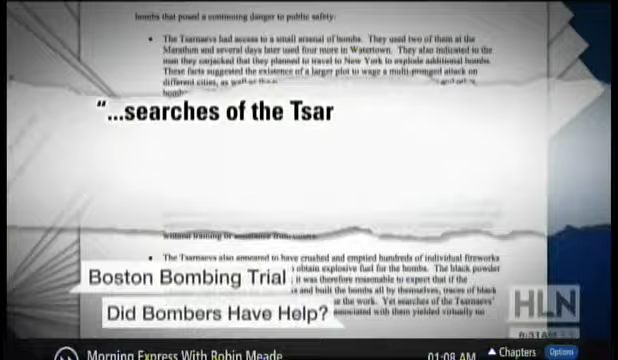 bombs that posed a continuing danger to public safety:
• The Tsarnaevs had access to a small arsenal of bombs. They used two of them at the
Marathon and several days later used four more in Watertown. They also indicated to the
man they carjacked that they planned to travel to New York to explode additional bombs.
These facts suggested the existence of a larger plot to wage a multi-pronged attack on
different cities, as well as
bombs
"...searches of the Tsar
without training or assistance from
• The Tsarnaevs also appeared to have crushed and emptied hundreds of individual fireworks
obtain explosive fuel for the bombs. The black powder
it was therefore reasonable to expect that if the
s and built the bombs all by themselves, traces of black
the work. Yet searches of the Tsarnaevs'
associated with them yielded virtually no
Boston Bombing Trial
Did Bombers Have Help?
HLN
Morning Express With Robin Meade
01:08 AM
Chapters
Options